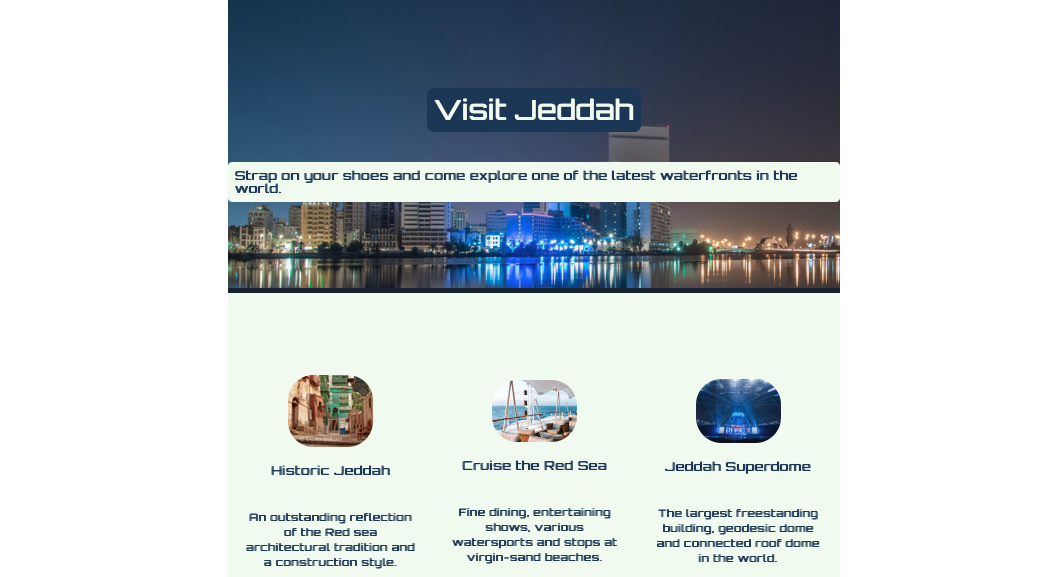 Visit Jeddah
Strap on your shoes and come explore one of the latest waterfronts in the
world.
Historic Jeddah
An outstanding reflection
of the Red sea
architectural tradition and
a construction style.
Cruise the Red Sea
Fine dining, entertaining
shows, various
watersports and stops at
virgin-sand beaches.
Jeddah Superdome
The largest freestanding
building, geodesic dome
and connected roof dome
in the world.